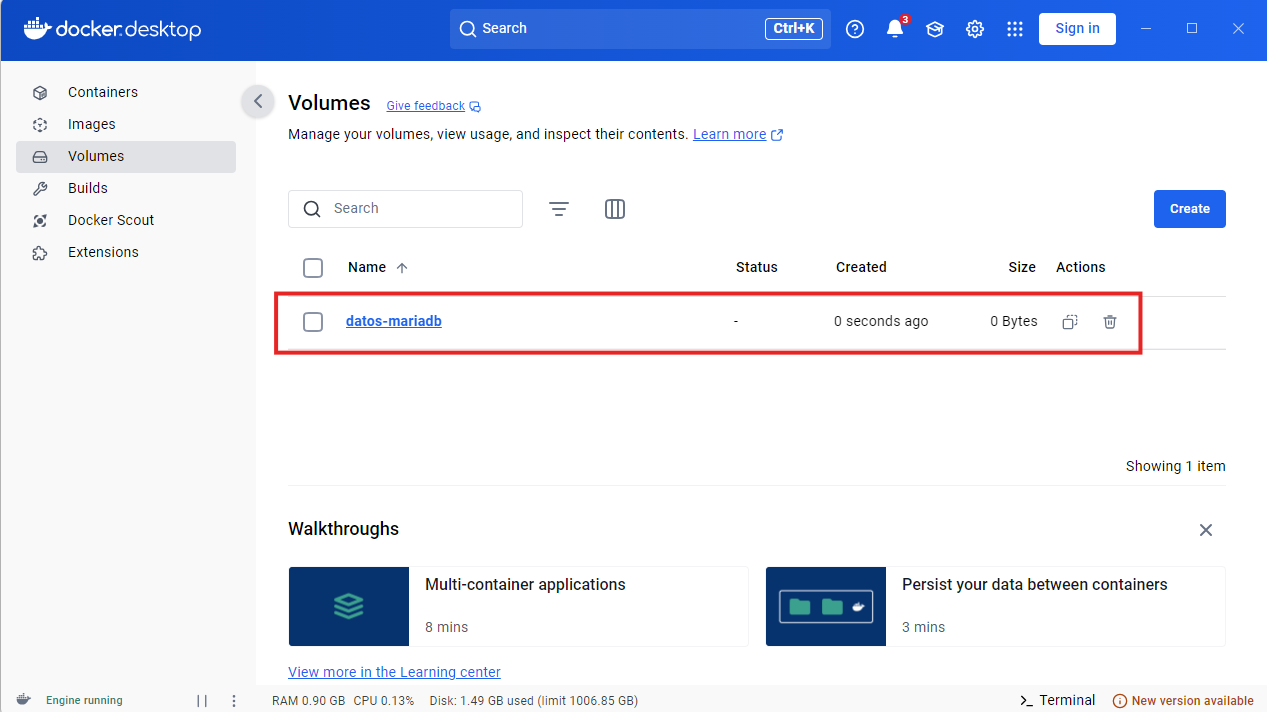 docker.desktop Search Ctrl+K 3 Sign in
Containers
Images
Volumes
Builds
Docker Scout
Extensions
Volumes Give feedback
Manage your volumes, view usage, and inspect their contents. Learn more
Search Create
Name Status Created Size Actions
datos-mariadb - 0 seconds ago 0 Bytes
Showing 1 item
Walkthroughs
Multi-container applications
8 mins
Persist your data between containers
3 mins
View more in the Learning center
Engine running RAM 0.90 GB CPU 0.13% Disk: 1.49 GB used (limit 1006.85 GB) Terminal New version available